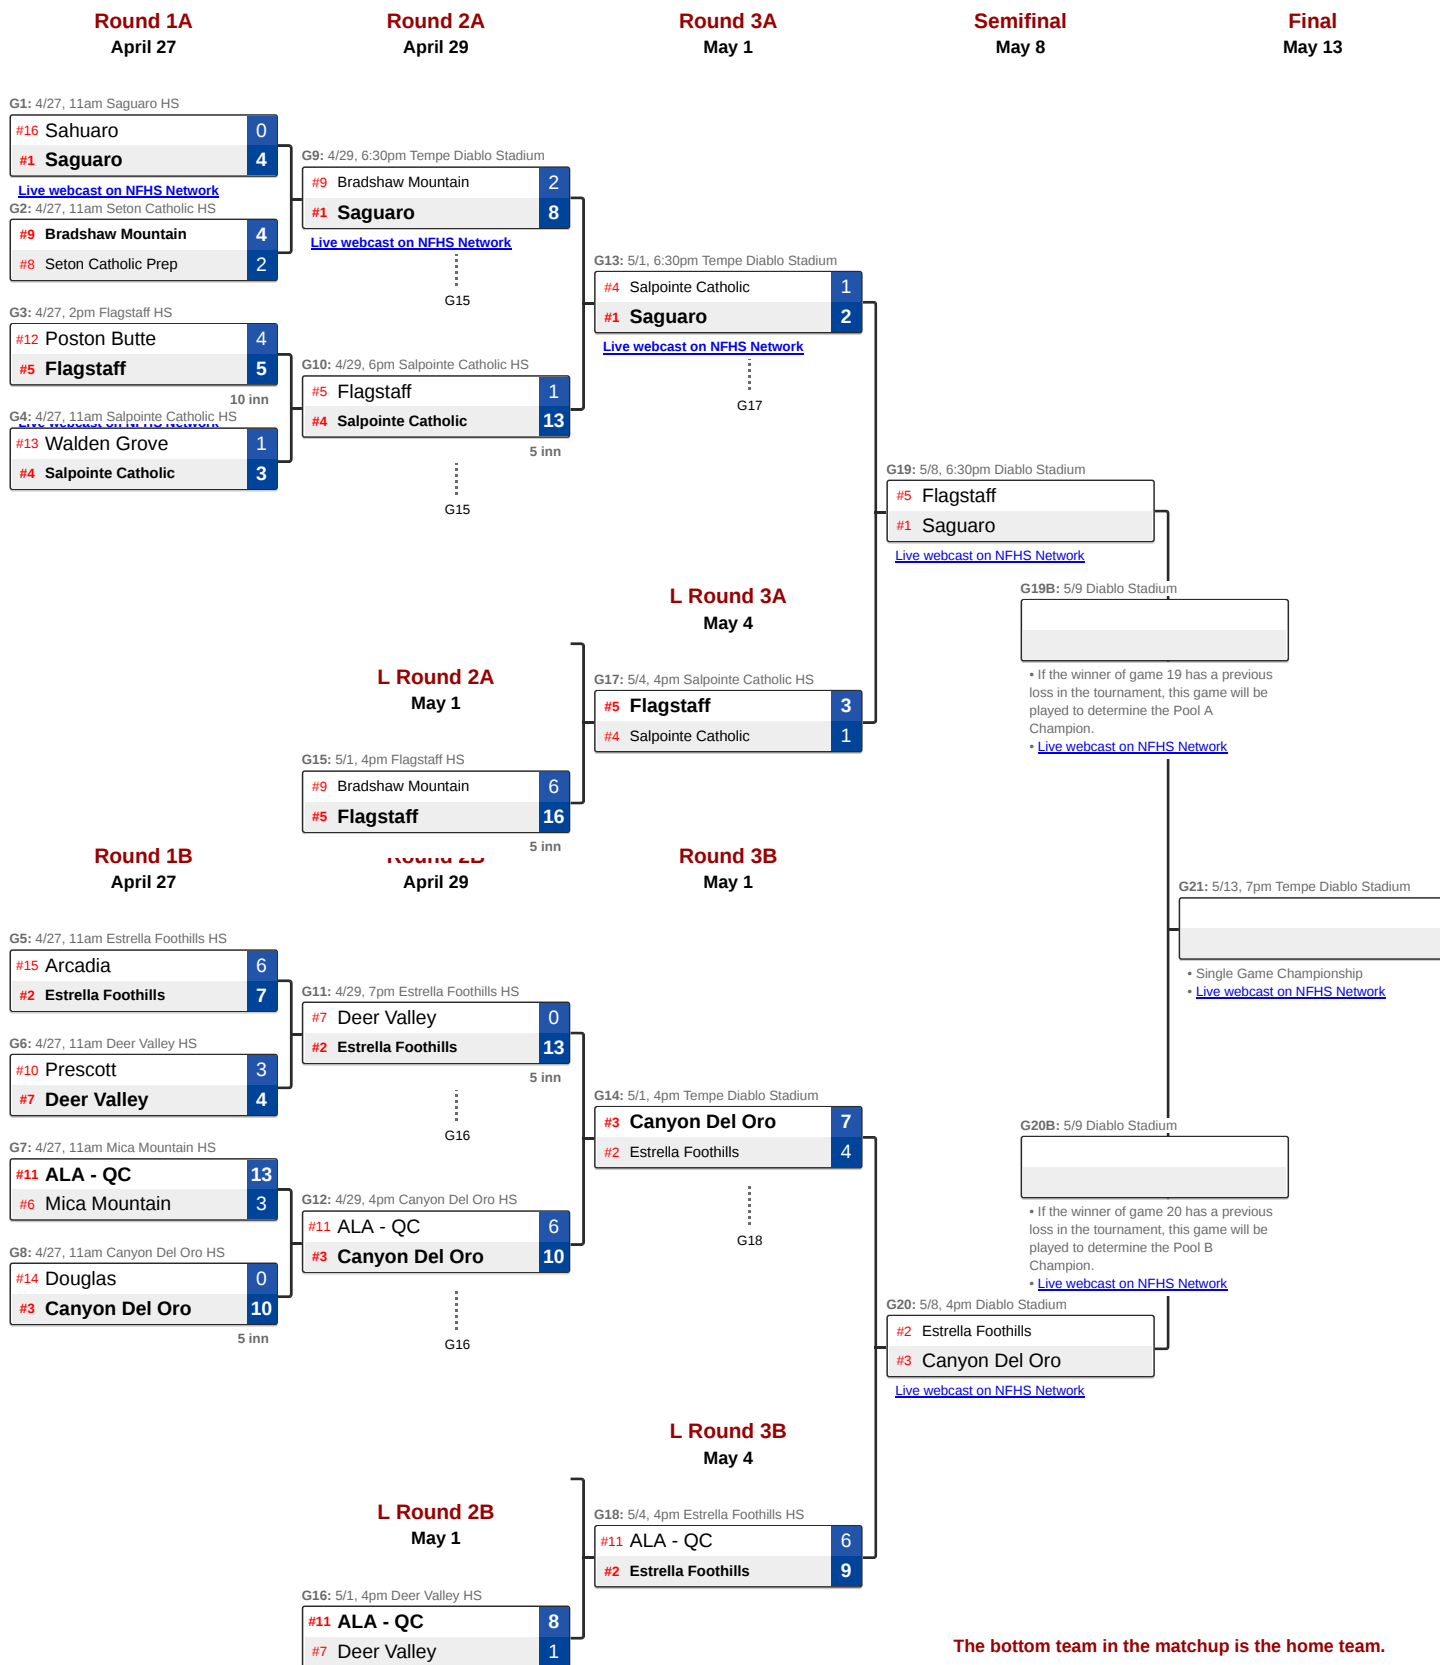 Round 1A
April 27
Round 2A
April 29
Round 3A
May 1
Semifinal
May 8
Final
May 13
G1: 4/27, 11am Saguaro HS
#16 Sahuaro 0
#1 Saguaro 4
Live webcast on NFHS Network
G2: 4/27, 11am Seton Catholic HS
#9 Bradshaw Mountain 4
#8 Seton Catholic Prep 2
G3: 4/27, 2pm Flagstaff HS
#12 Poston Butte 4
#5 Flagstaff 5
10 inn
G4: 4/27, 11am Salpointe Catholic HS
Live webcast on NFHS Network
#13 Walden Grove 1
#4 Salpointe Catholic 3
G9: 4/29, 6:30pm Tempe Diablo Stadium
#9 Bradshaw Mountain 2
#1 Saguaro 8
Live webcast on NFHS Network
G15
G10: 4/29, 6pm Salpointe Catholic HS
#5 Flagstaff 1
#4 Salpointe Catholic 13
5 inn
G15
G13: 5/1, 6:30pm Tempe Diablo Stadium
#4 Salpointe Catholic 1
#1 Saguaro 2
Live webcast on NFHS Network
G17
G19: 5/8, 6:30pm Diablo Stadium
#5 Flagstaff
#1 Saguaro
Live webcast on NFHS Network
G19B: 5/9 Diablo Stadium
• If the winner of game 19 has a previous
loss in the tournament, this game will be
played to determine the Pool A
Champion.
• Live webcast on NFHS Network
L Round 3A
May 4
L Round 2A
May 1
G17: 5/4, 4pm Salpointe Catholic HS
#5 Flagstaff 3
#4 Salpointe Catholic 1
G15: 5/1, 4pm Flagstaff HS
#9 Bradshaw Mountain 6
#5 Flagstaff 16
5 inn
Round 1B
April 27
Round 2B
April 29
Round 3B
May 1
G21: 5/13, 7pm Tempe Diablo Stadium
• Single Game Championship
• Live webcast on NFHS Network
G5: 4/27, 11am Estrella Foothills HS
#15 Arcadia 6
#2 Estrella Foothills 7
G6: 4/27, 11am Deer Valley HS
#10 Prescott 3
#7 Deer Valley 4
G7: 4/27, 11am Mica Mountain HS
#11 ALA - QC 13
#6 Mica Mountain 3
G8: 4/27, 11am Canyon Del Oro HS
#14 Douglas 0
#3 Canyon Del Oro 10
5 inn
G11: 4/29, 7pm Estrella Foothills HS
#7 Deer Valley 0
#2 Estrella Foothills 13
5 inn
G16
G12: 4/29, 4pm Canyon Del Oro HS
#11 ALA - QC 6
#3 Canyon Del Oro 10
G16
G14: 5/1, 4pm Tempe Diablo Stadium
#3 Canyon Del Oro 7
#2 Estrella Foothills 4
G18
G20B: 5/9 Diablo Stadium
• If the winner of game 20 has a previous
loss in the tournament, this game will be
played to determine the Pool B
Champion.
• Live webcast on NFHS Network
G20: 5/8, 4pm Diablo Stadium
#2 Estrella Foothills
#3 Canyon Del Oro
Live webcast on NFHS Network
L Round 3B
May 4
L Round 2B
May 1
G18: 5/4, 4pm Estrella Foothills HS
#11 ALA - QC 6
#2 Estrella Foothills 9
G16: 5/1, 4pm Deer Valley HS
#11 ALA - QC 8
#7 Deer Valley 1
The bottom team in the matchup is the home team.